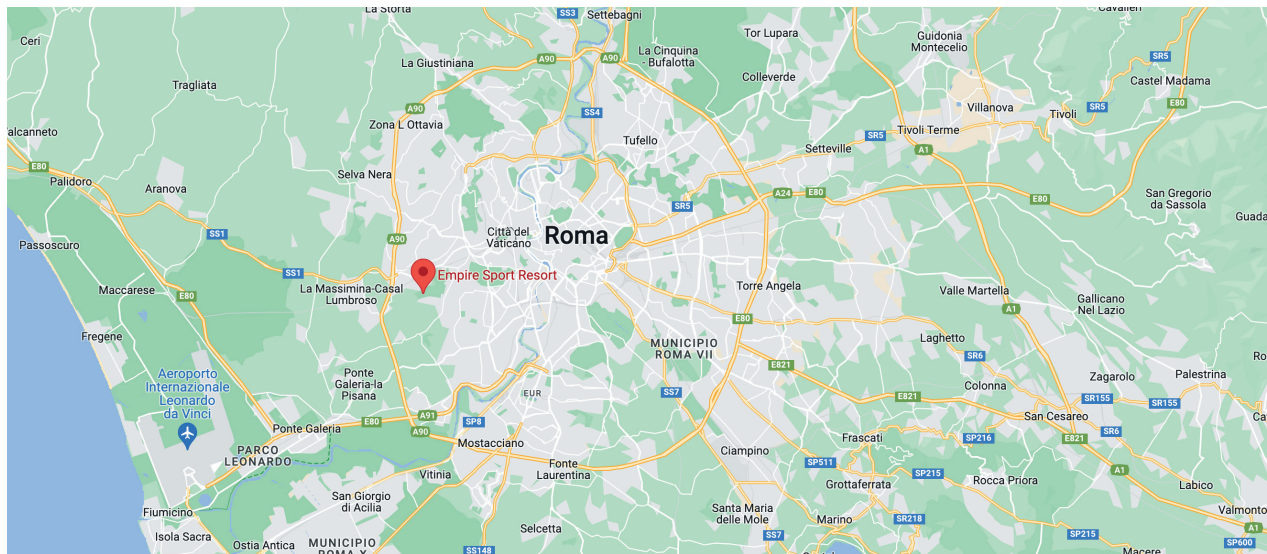 La Storta
SS3
Settebagni
Cavalieri
Ceri
Tor Lupara
Guidonia
Montecelio
La Cinquina
- Bufalotta
SR5
La Giustiniana
A90
A90
Colleverde
Castel Madama
Tragliata
E80
Villanova
SR5
A90
SS4
Tivoli
Zona L Ottavia
Tivoli Terme
alcanneto
Tufello
SR5
Setteville
A1
E80
Selva Nera
Palidoro
Aranova
A24
E80
E80
San Gregorio
da Sassola
SR5
Guada
SS1
Città del
Vaticano
Roma
A90
Passoscuro
SS1
Empire Sport Resort
La Massimina-Casal
Lumbroso
Maccarese
E80
Torre Angela
Valle Martella
Gallicano
Nel Lazio
A1
E80
Fregene
Laghetto
MUNICIPIO
ROMA VII
SR6
Ro
E821
Aeroporto
Internazionale
Leonardo
da Vinci
Ponte
Galeria-la
Pisana
Colonna
Zagarolo
Palestrina
EUR
SS7
E821
SR155
SR155
A91
San Cesareo
E80
SP8
Ponte Galeria
A90
SR6
Mostacciano
Frascati
SP216
E821
PARCO
LEONARDO
Ciampino
SP511
Vitinia
Fonte
Laurentina
SP215
A1
Rocca Priora
Grottaferrata
Labico
San Giorgio
di Acilia
Fiumicino
Santa Maria
delle Mole
Marino
SR218
Valmonto
Selcetta
A1
Isola Sacra
SS7
SP215
Ostia Antica
MUNICIPIO
ROMA X
SP600
SS148
Macere